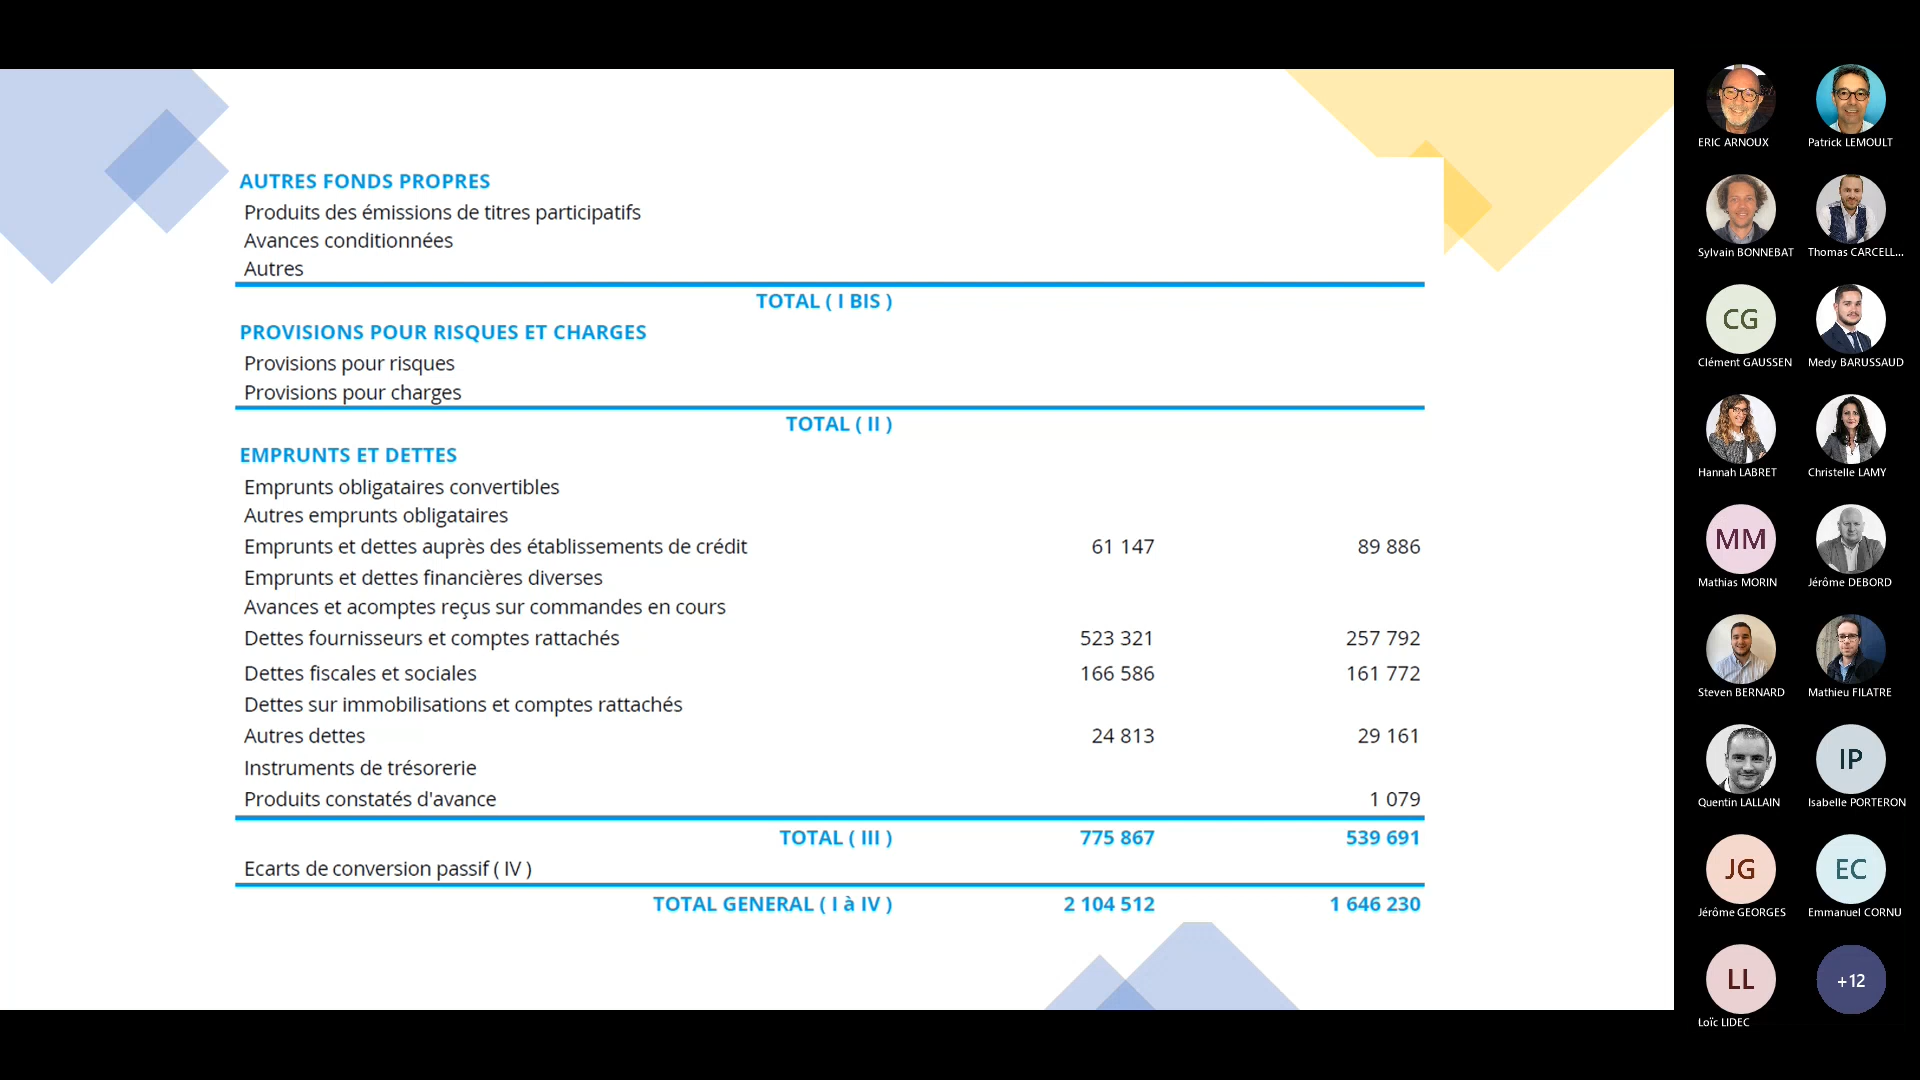 AUTRES FONDS PROPRES
Produits des émissions de titres participatifs
Avances conditionnées
Autres
TOTAL ( I BIS )
PROVISIONS POUR RISQUES ET CHARGES
Provisions pour risques
Provisions pour charges
TOTAL ( II )
EMPRUNTS ET DETTES
Emprunts obligataires convertibles
Autres emprunts obligataires
Emprunts et dettes auprès des établissements de crédit 61 147 89 886
Emprunts et dettes financières diverses
Avances et acomptes reçus sur commandes en cours
Dettes fournisseurs et comptes rattachés 523 321 257 792
Dettes fiscales et sociales 166 586 161 772
Dettes sur immobilisations et comptes rattachés
Autres dettes 24 813 29 161
Instruments de trésorerie
Produits constatés d'avance 1 079
TOTAL ( III ) 775 867 539 691
Ecarts de conversion passif ( IV )
TOTAL GENERAL ( I à IV ) 2 104 512 1 646 230
ERIC ARNOUX Patrick LEMOULT
Sylvain BONNEBAT Thomas CARCELL...
CG
Clément GAUSSEN Medy BARUSSAUD
Hannah LABRET Christelle LAMY
MM
Mathias MORIN Jérôme DEBORD
Steven BERNARD Mathieu FILATRE
IP
Quentin LALLAIN Isabelle PORTERON
JG EC
Jérôme GEORGES Emmanuel CORNU
LL +12
Loïc LIDEC